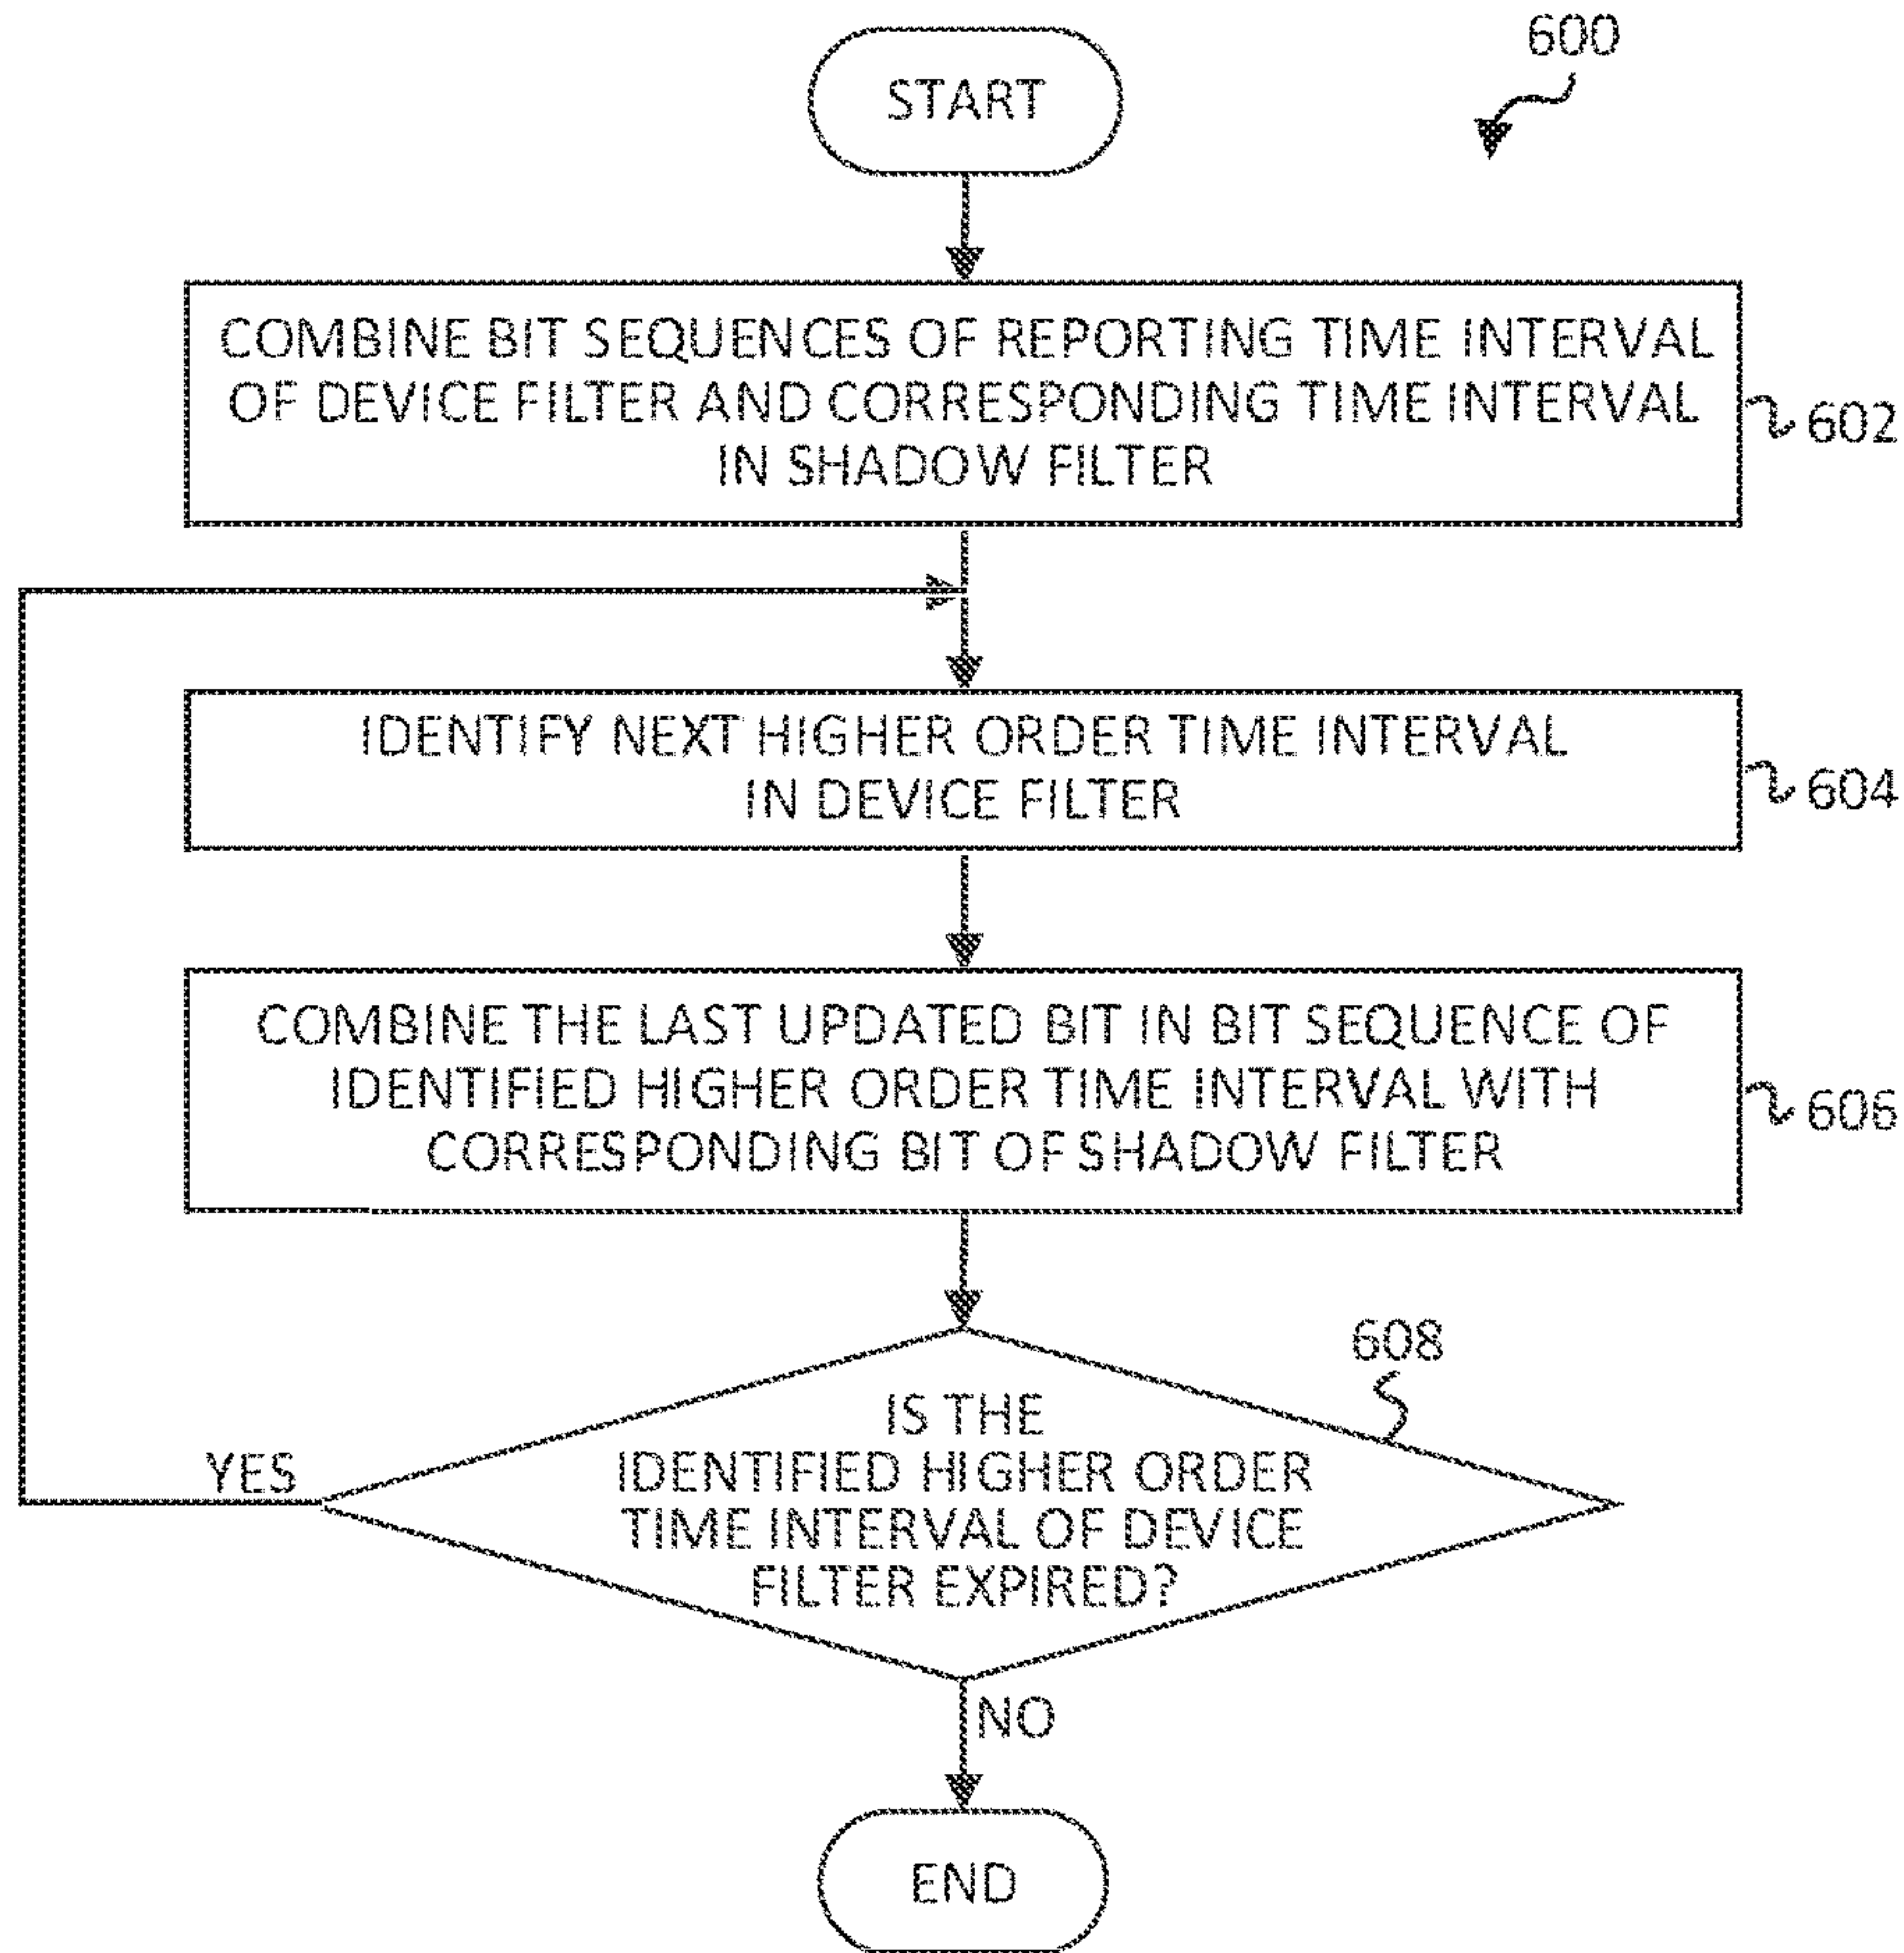 600
START
COMBINE BIT SEQUENCES OF REPORTING TIME INTERVAL
OF DEVICE FILTER AND CORRESPONDING TIME INTERVAL
IN SHADOW FILTER
602
IDENTIFY NEXT HIGHER ORDER TIME INTERVAL
IN DEVICE FILTER
604
COMBINE THE LAST UPDATED BIT IN BIT SEQUENCE OF
IDENTIFIED HIGHER ORDER TIME INTERVAL WITH
CORRESPONDING BIT OF SHADOW FILTER
606
608
IS THE
IDENTIFIED HIGHER ORDER
TIME INTERVAL OF DEVICE
FILTER EXPIRED?
YES
NO
END